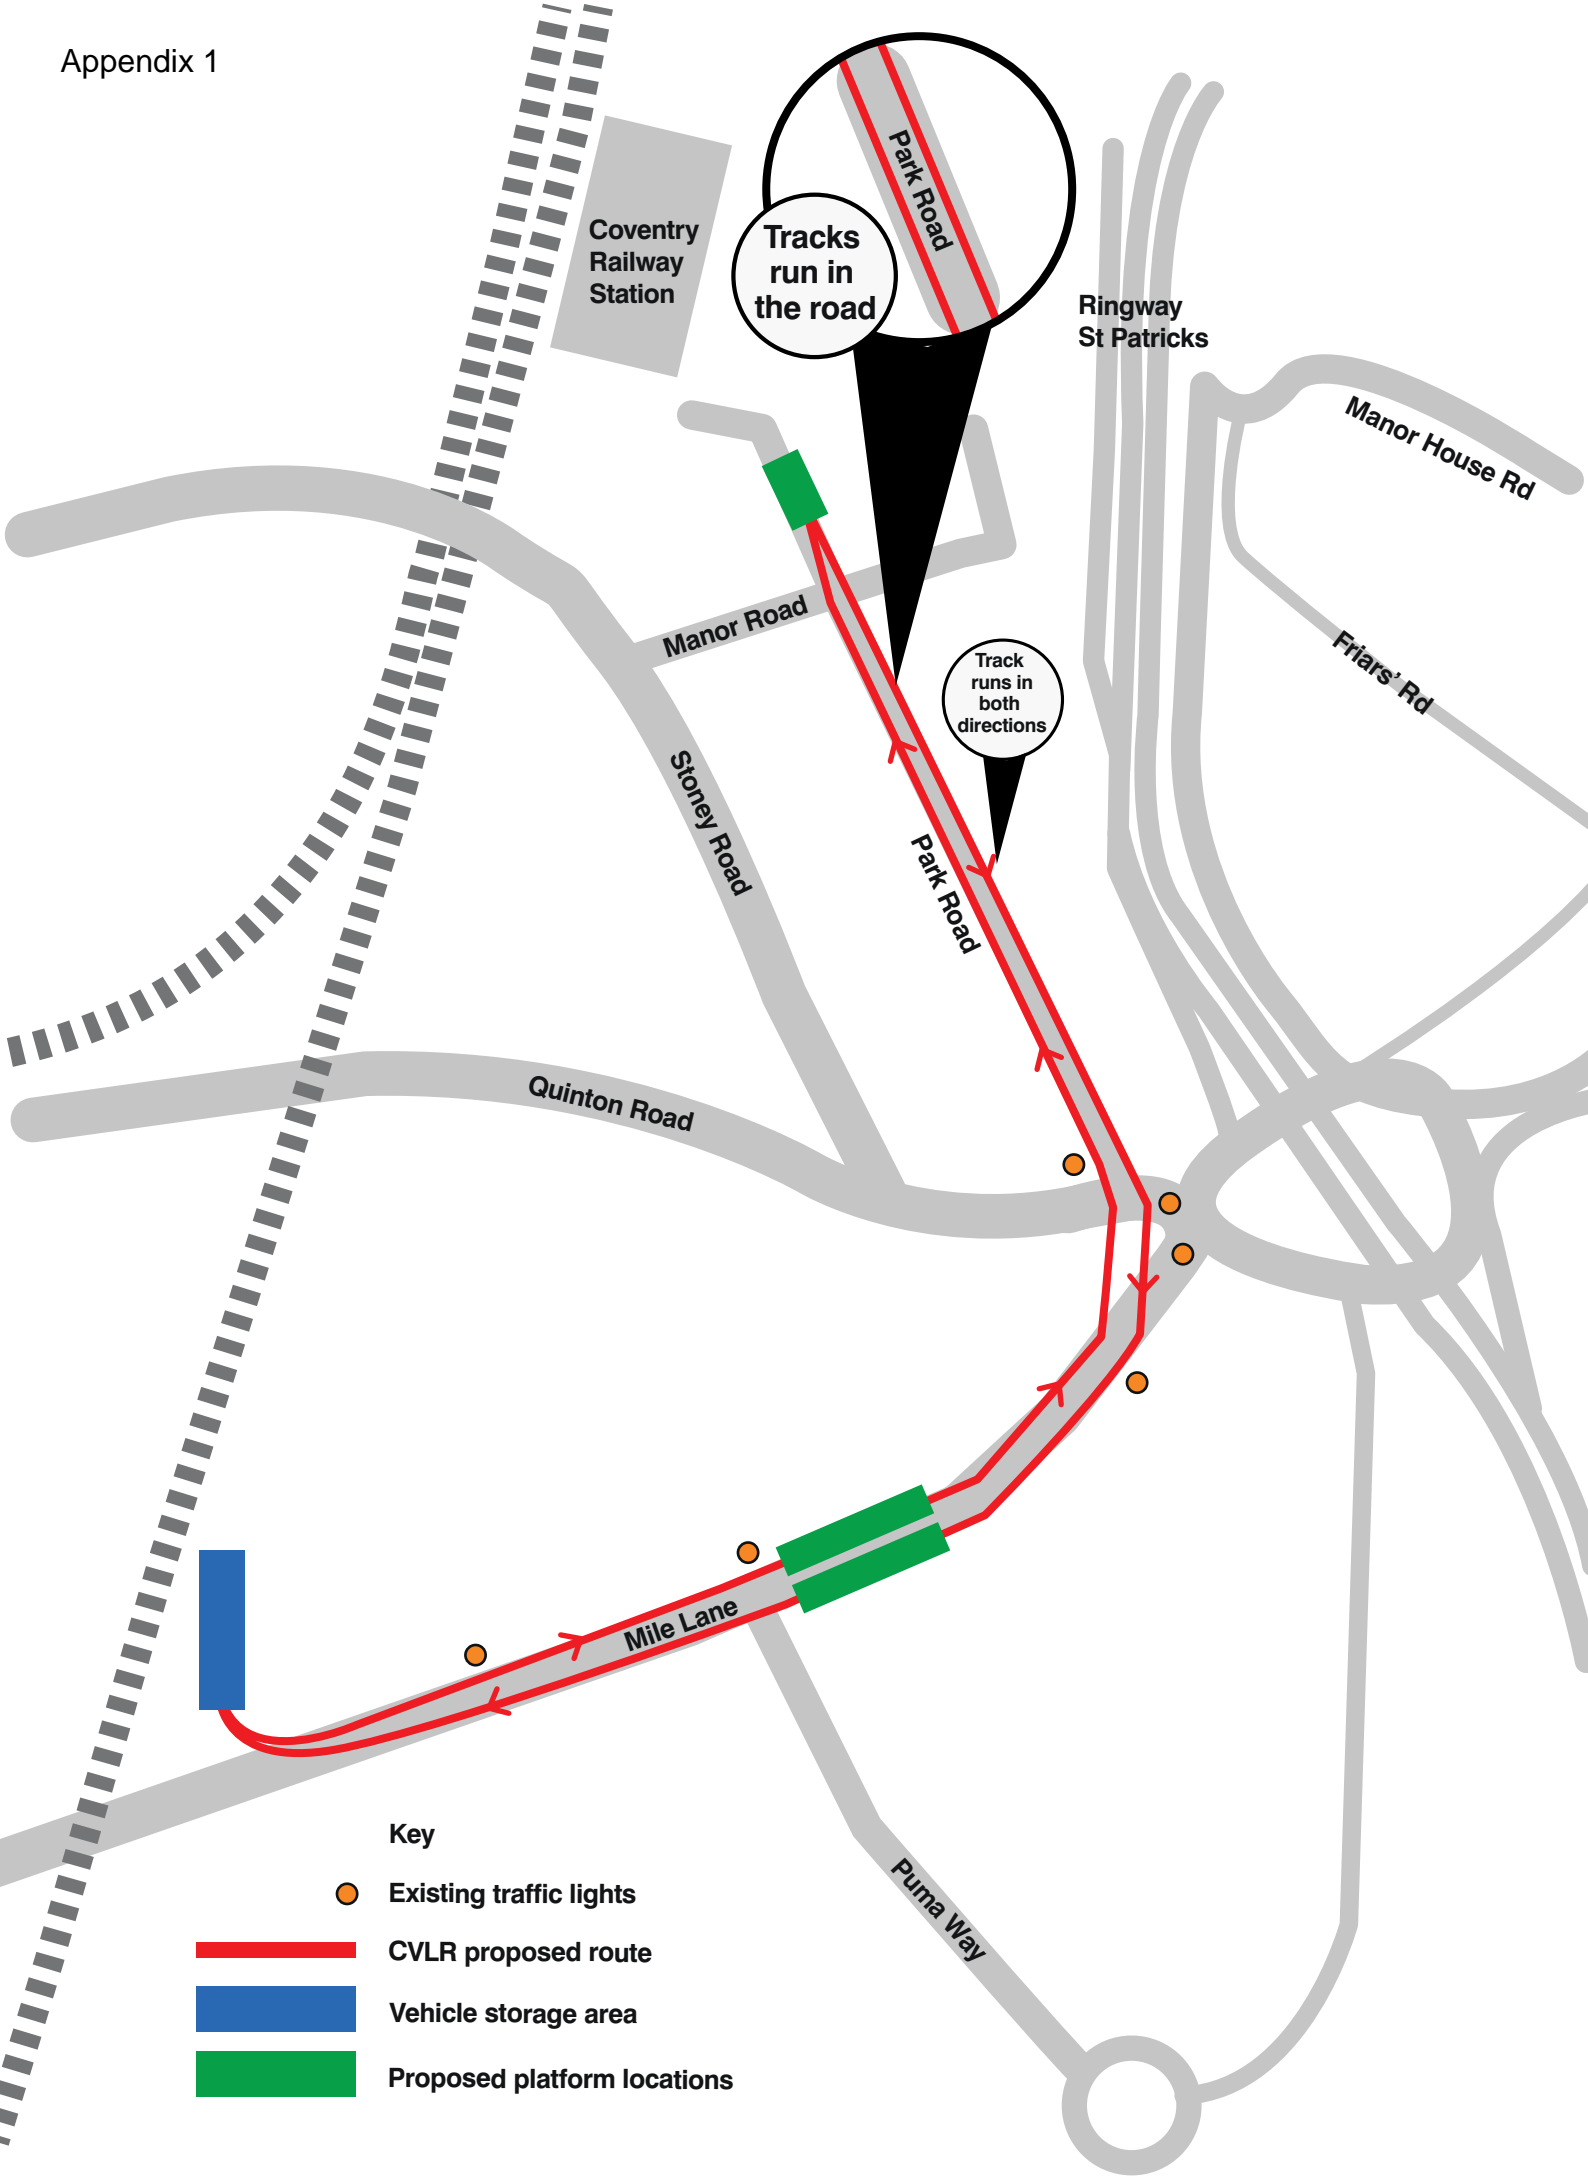 Appendix 1
Coventry
Railway
Station
Tracks
run in
the road
Park Road
Ringway
St Patricks
Manor House Rd
Manor Road
Friars' Rd
Track
runs in
both
directions
Stoney Road
Park Road
Quinton Road
Mile Lane
Puma Way
Key
Existing traffic lights
CVLR proposed route
Vehicle storage area
Proposed platform locations